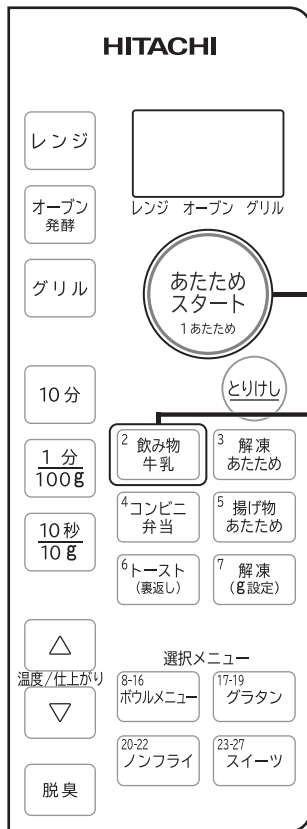 HITACHI
レンジ
オーブン
発酵
グリル
レンジ オーブン グリル
あたため
スタート
1あたため
とりけし
10分
1分
100g
10秒
10g
2 飲み物
牛乳
3 解凍
あたため
4コンビニ
弁当
5 揚げ物
あたため
6トースト
(裏返し)
7 解凍
(g設定)
△
温度/仕上がり
▽
脱臭
選択メニュー
8-16
ボウルメニュー
17-19
グラタン
20-22
ノンフライ
23-27
スイーツ